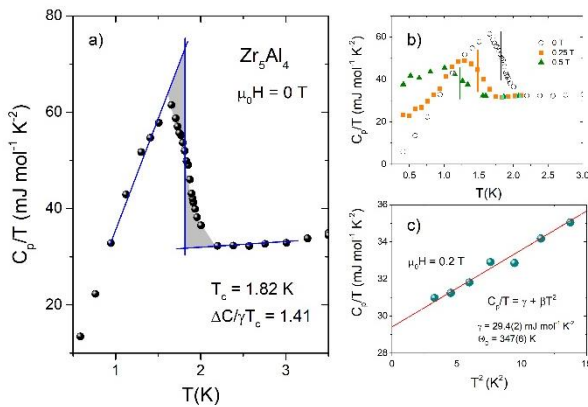 a)
Zr₅Al₄
μ₀H = 0 T
T꜀ = 1.82 K
ΔC/γT꜀ = 1.41
Cₚ/T (mJ mol⁻¹ K⁻²)
80
60
40
20
1 2 3
T(K)
b)
0 T
0.25 T
0.5 T
Cₚ/T (mJ mol⁻¹ K⁻²)
60
40
20
0
0.5 1.0 1.5 2.0 2.5 3.0
T(K)
c)
μ₀H = 0.2 T
Cₚ/T = γ + βT²
γ = 29.4(2) mJ mol⁻¹ K⁻²
= 347(6) K
Cₚ/T (mJ mol⁻¹ K⁻²)
36
34
32
30
28
0 5 10 15
T² (K²)